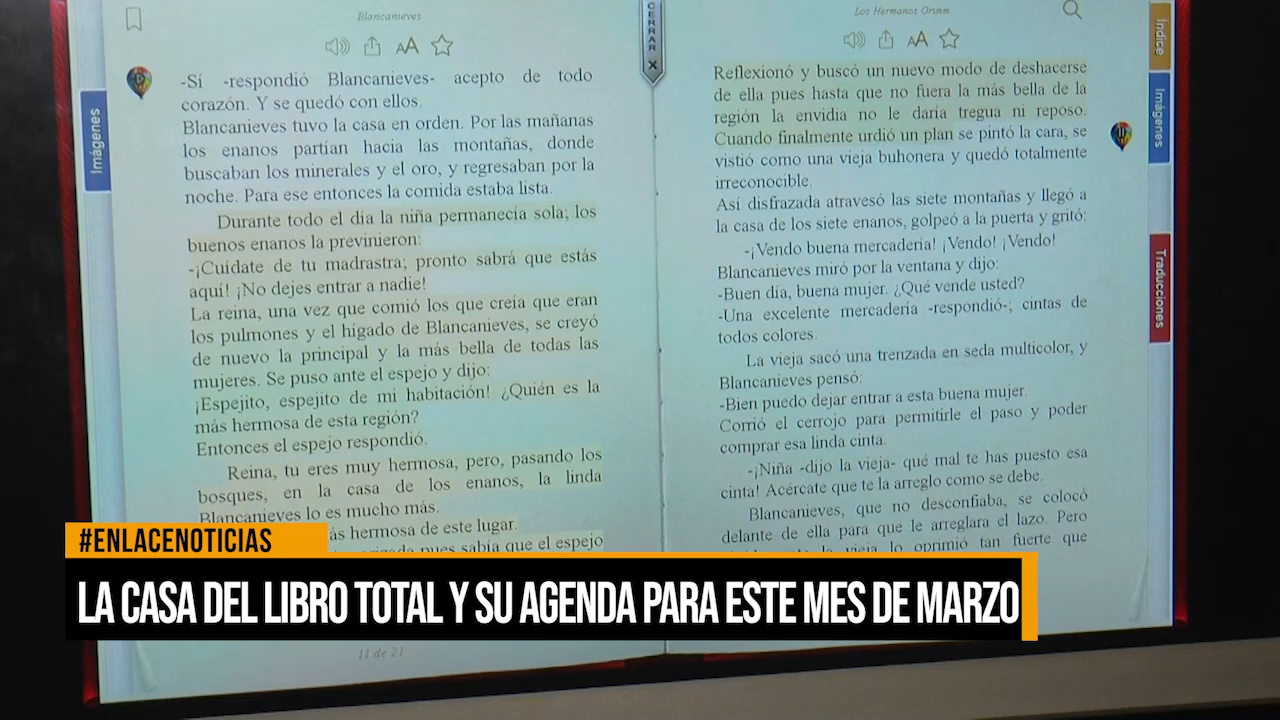 Blancanieves
AA
Imágenes
-Sí -respondió Blancanieves- acepto de todo
corazón. Y se quedó con ellos.
Blancanieves tuvo la casa en orden. Por las mañanas
los enanos partían hacia las montañas, donde
buscaban los minerales y el oro, y regresaban por la
noche. Para ese entonces la comida estaba lista.
Durante todo el día la niña permanecía sola; los
buenos enanos la previnieron:
-¡Cuídate de tu madrastra; pronto sabrá que estás
aquí! ¡No dejes entrar a nadie!
La reina, una vez que comió los que creía que eran
los pulmones y el hígado de Blancanieves, se creyó
de nuevo la principal y la más bella de todas las
mujeres. Se puso ante el espejo y dijo:
¡Espejito, espejito de mi habitación! ¿Quién es la
más hermosa de esta región?
Entonces el espejo respondió.
Reina, tu eres muy hermosa, pero, pasando los
bosques, en la casa de los enanos, la linda
Blancanieves lo es mucho más.
ás hermosa de este lugar.
pues sabía que el espejo
11 de 21
CERRAR X
Los Hermanos Grimm
AA
Reflexionó y buscó un nuevo modo de deshacerse
de ella pues hasta que no fuera la más bella de la
región la envidia no le daría tregua ni reposo.
Cuando finalmente urdió un plan se pintó la cara, se
vistió como una vieja buhonera y quedó totalmente
irreconocible.
Así disfrazada atravesó las siete montañas y llegó a
la casa de los siete enanos, golpeó a la puerta y gritó:
-¡Vendo buena mercadería! ¡Vendo! ¡Vendo!
Blancanieves miró por la ventana y dijo:
-Buen día, buena mujer. ¿Qué vende usted?
-Una excelente mercadería -respondió-; cintas de
todos colores.
La vieja sacó una trenzada en seda multicolor, y
Blancanieves pensó:
-Bien puedo dejar entrar a esta buena mujer.
Corrió el cerrojo para permitirle el paso y poder
comprar esa linda cinta.
-¡Niña -dijo la vieja- qué mal te has puesto esa
cinta! Acércate que te la arreglo como se debe.
Blancanieves, que no desconfiaba, se colocó
delante de ella para que le arreglara el lazo. Pero
la vieja lo oprimió tan fuerte que
Índice
Imágenes
Traducciones
#ENLACENOTICIAS
LA CASA DEL LIBRO TOTAL Y SU AGENDA PARA ESTE MES DE MARZO